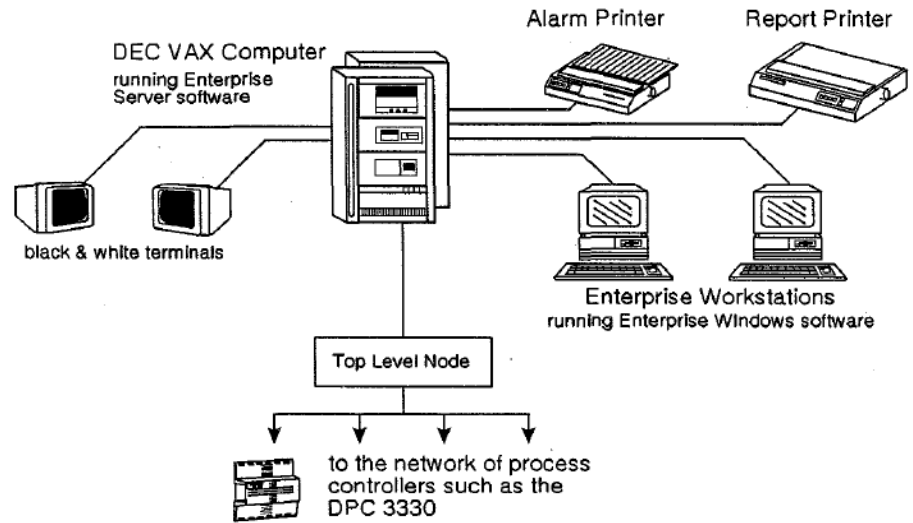 Alarm Printer
Report Printer
DEC VAX Computer
running Enterprise
Server software
black & white terminals
Enterprise Workstations
running Enterprise Windows software
Top Level Node
to the network of process
controllers such as the
DPC 3330